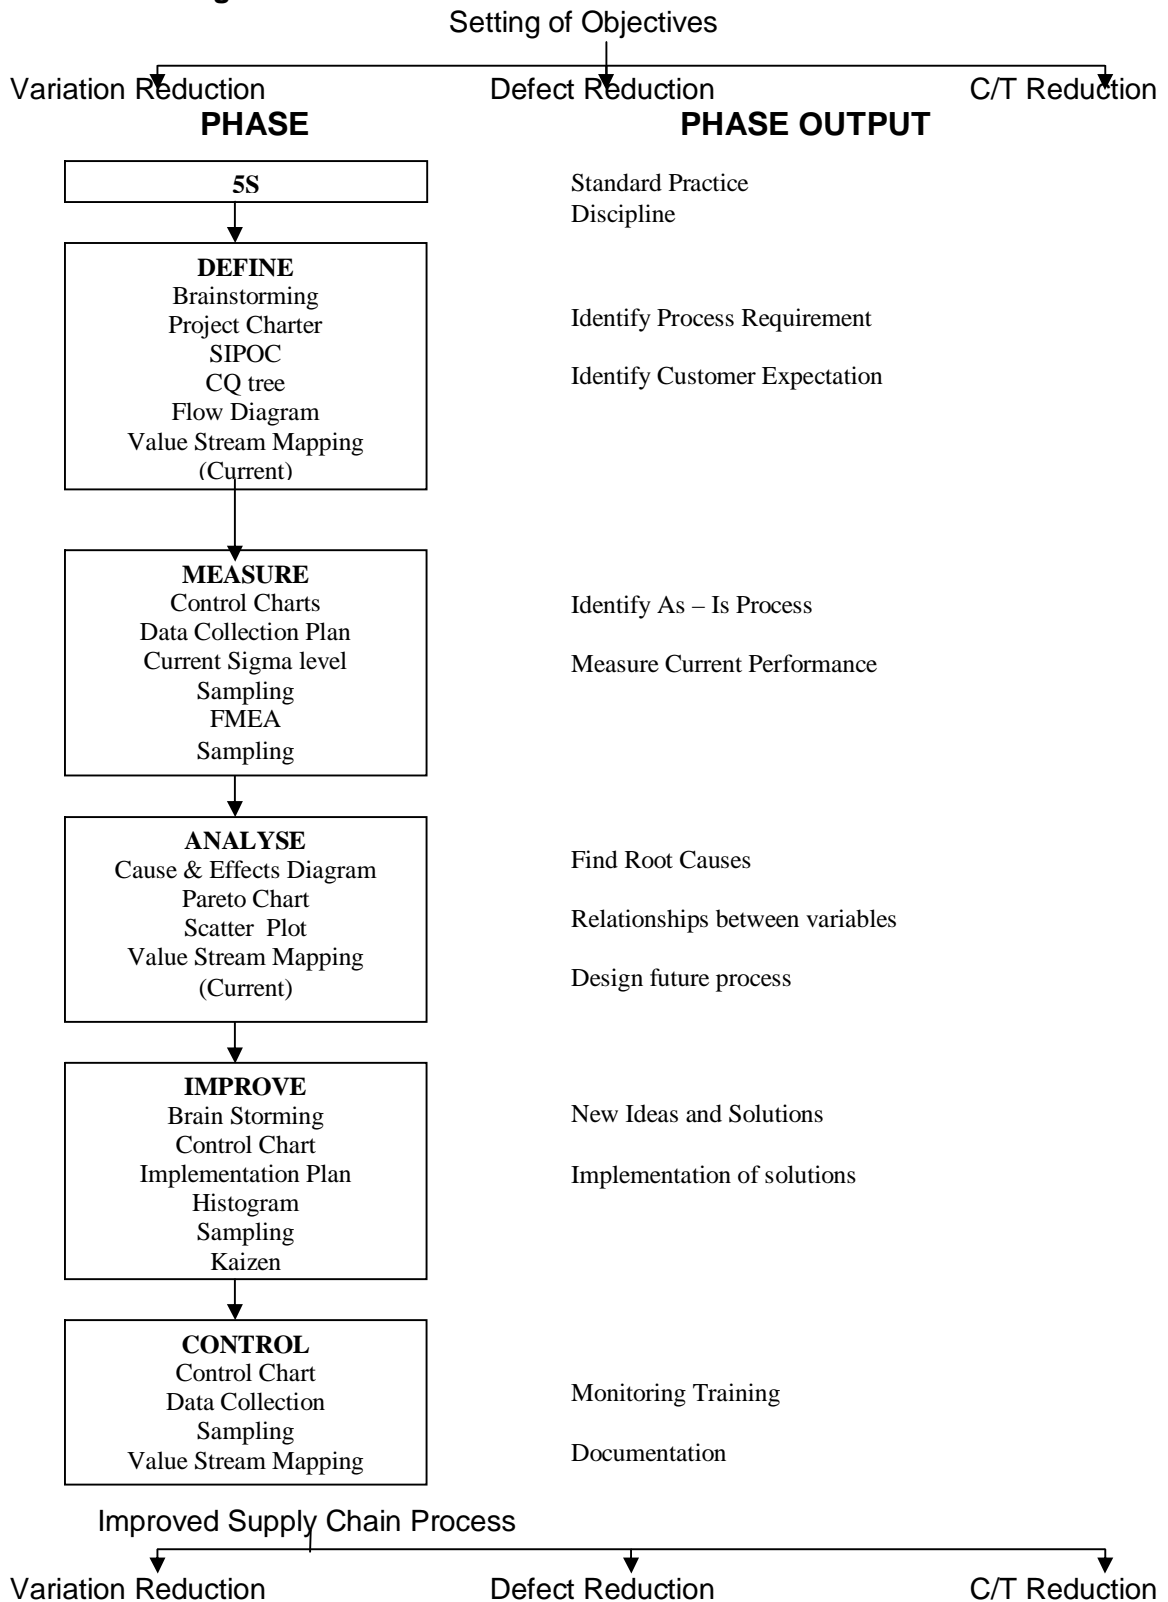 Setting of Objectives
Variation Reduction Defect Reduction C/T Reduction
PHASE PHASE OUTPUT
5S
Standard Practice
Discipline
DEFINE
Brainstorming
Project Charter
SIPOC
CQ tree
Flow Diagram
Value Stream Mapping
(Current)
Identify Process Requirement
Identify Customer Expectation
MEASURE
Control Charts
Data Collection Plan
Current Sigma level
Sampling
FMEA
Sampling
Identify As – Is Process
Measure Current Performance
ANALYSE
Cause & Effects Diagram
Pareto Chart
Scatter Plot
Value Stream Mapping
(Current)
Find Root Causes
Relationships between variables
Design future process
IMPROVE
Brain Storming
Control Chart
Implementation Plan
Histogram
Sampling
Kaizen
New Ideas and Solutions
Implementation of solutions
CONTROL
Control Chart
Data Collection
Sampling
Value Stream Mapping
Monitoring Training
Documentation
Improved Supply Chain Process
Variation Reduction Defect Reduction C/T Reduction